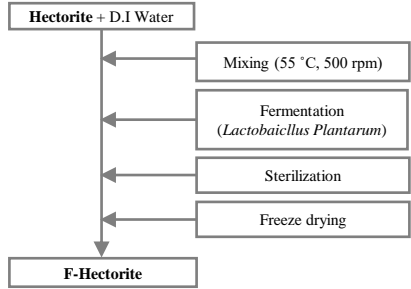 Hectorite + D.I Water
Mixing (55 ˚C, 500 rpm)
Fermentation
(Lactobaicllus Plantarum)
Sterilization
Freeze drying
F-Hectorite